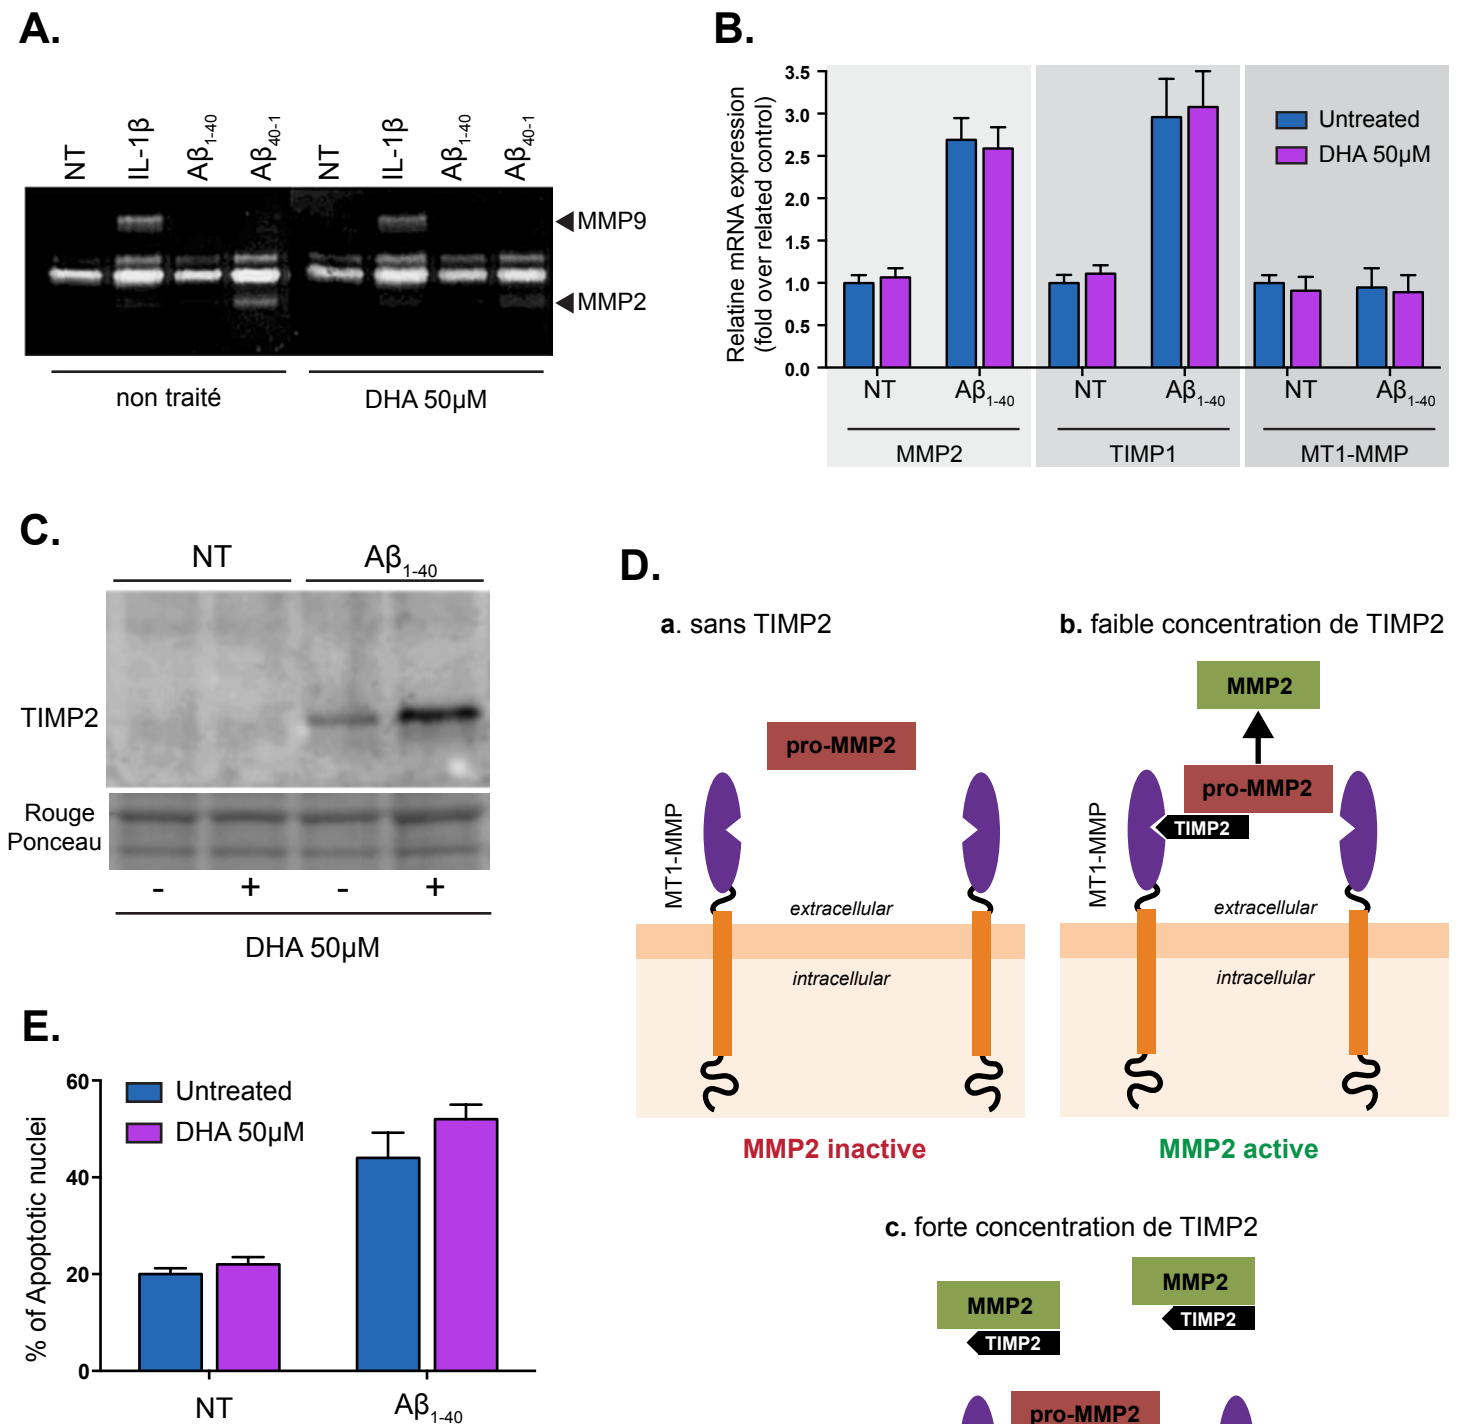 A.
NT
IL-1β
Aβ1-40
Aβ40-1
NT
IL-1β
Aβ1-40
Aβ40-1
MMP9
MMP2
non traité
DHA 50µM
B.
Relatine mRNA expression
(fold over related control)
3.5
3.0
2.5
2.0
1.5
1.0
0.5
0.0
Untreated
DHA 50µM
NT
Aβ1-40
NT
Aβ1-40
NT
Aβ1-40
MMP2
TIMP1
MT1-MMP
C.
NT
Aβ1-40
TIMP2
Rouge
Ponceau
- + - +
DHA 50µM
D.
a. sans TIMP2
pro-MMP2
MT1-MMP
extracellular
intracellular
MMP2 inactive
b. faible concentration de TIMP2
MMP2
pro-MMP2
TIMP2
MT1-MMP
extracellular
intracellular
MMP2 active
c. forte concentration de TIMP2
MMP2
TIMP2
MMP2
TIMP2
pro-MMP2
E.
% of Apoptotic nuclei
60
40
20
0
Untreated
DHA 50µM
NT
Aβ1-40